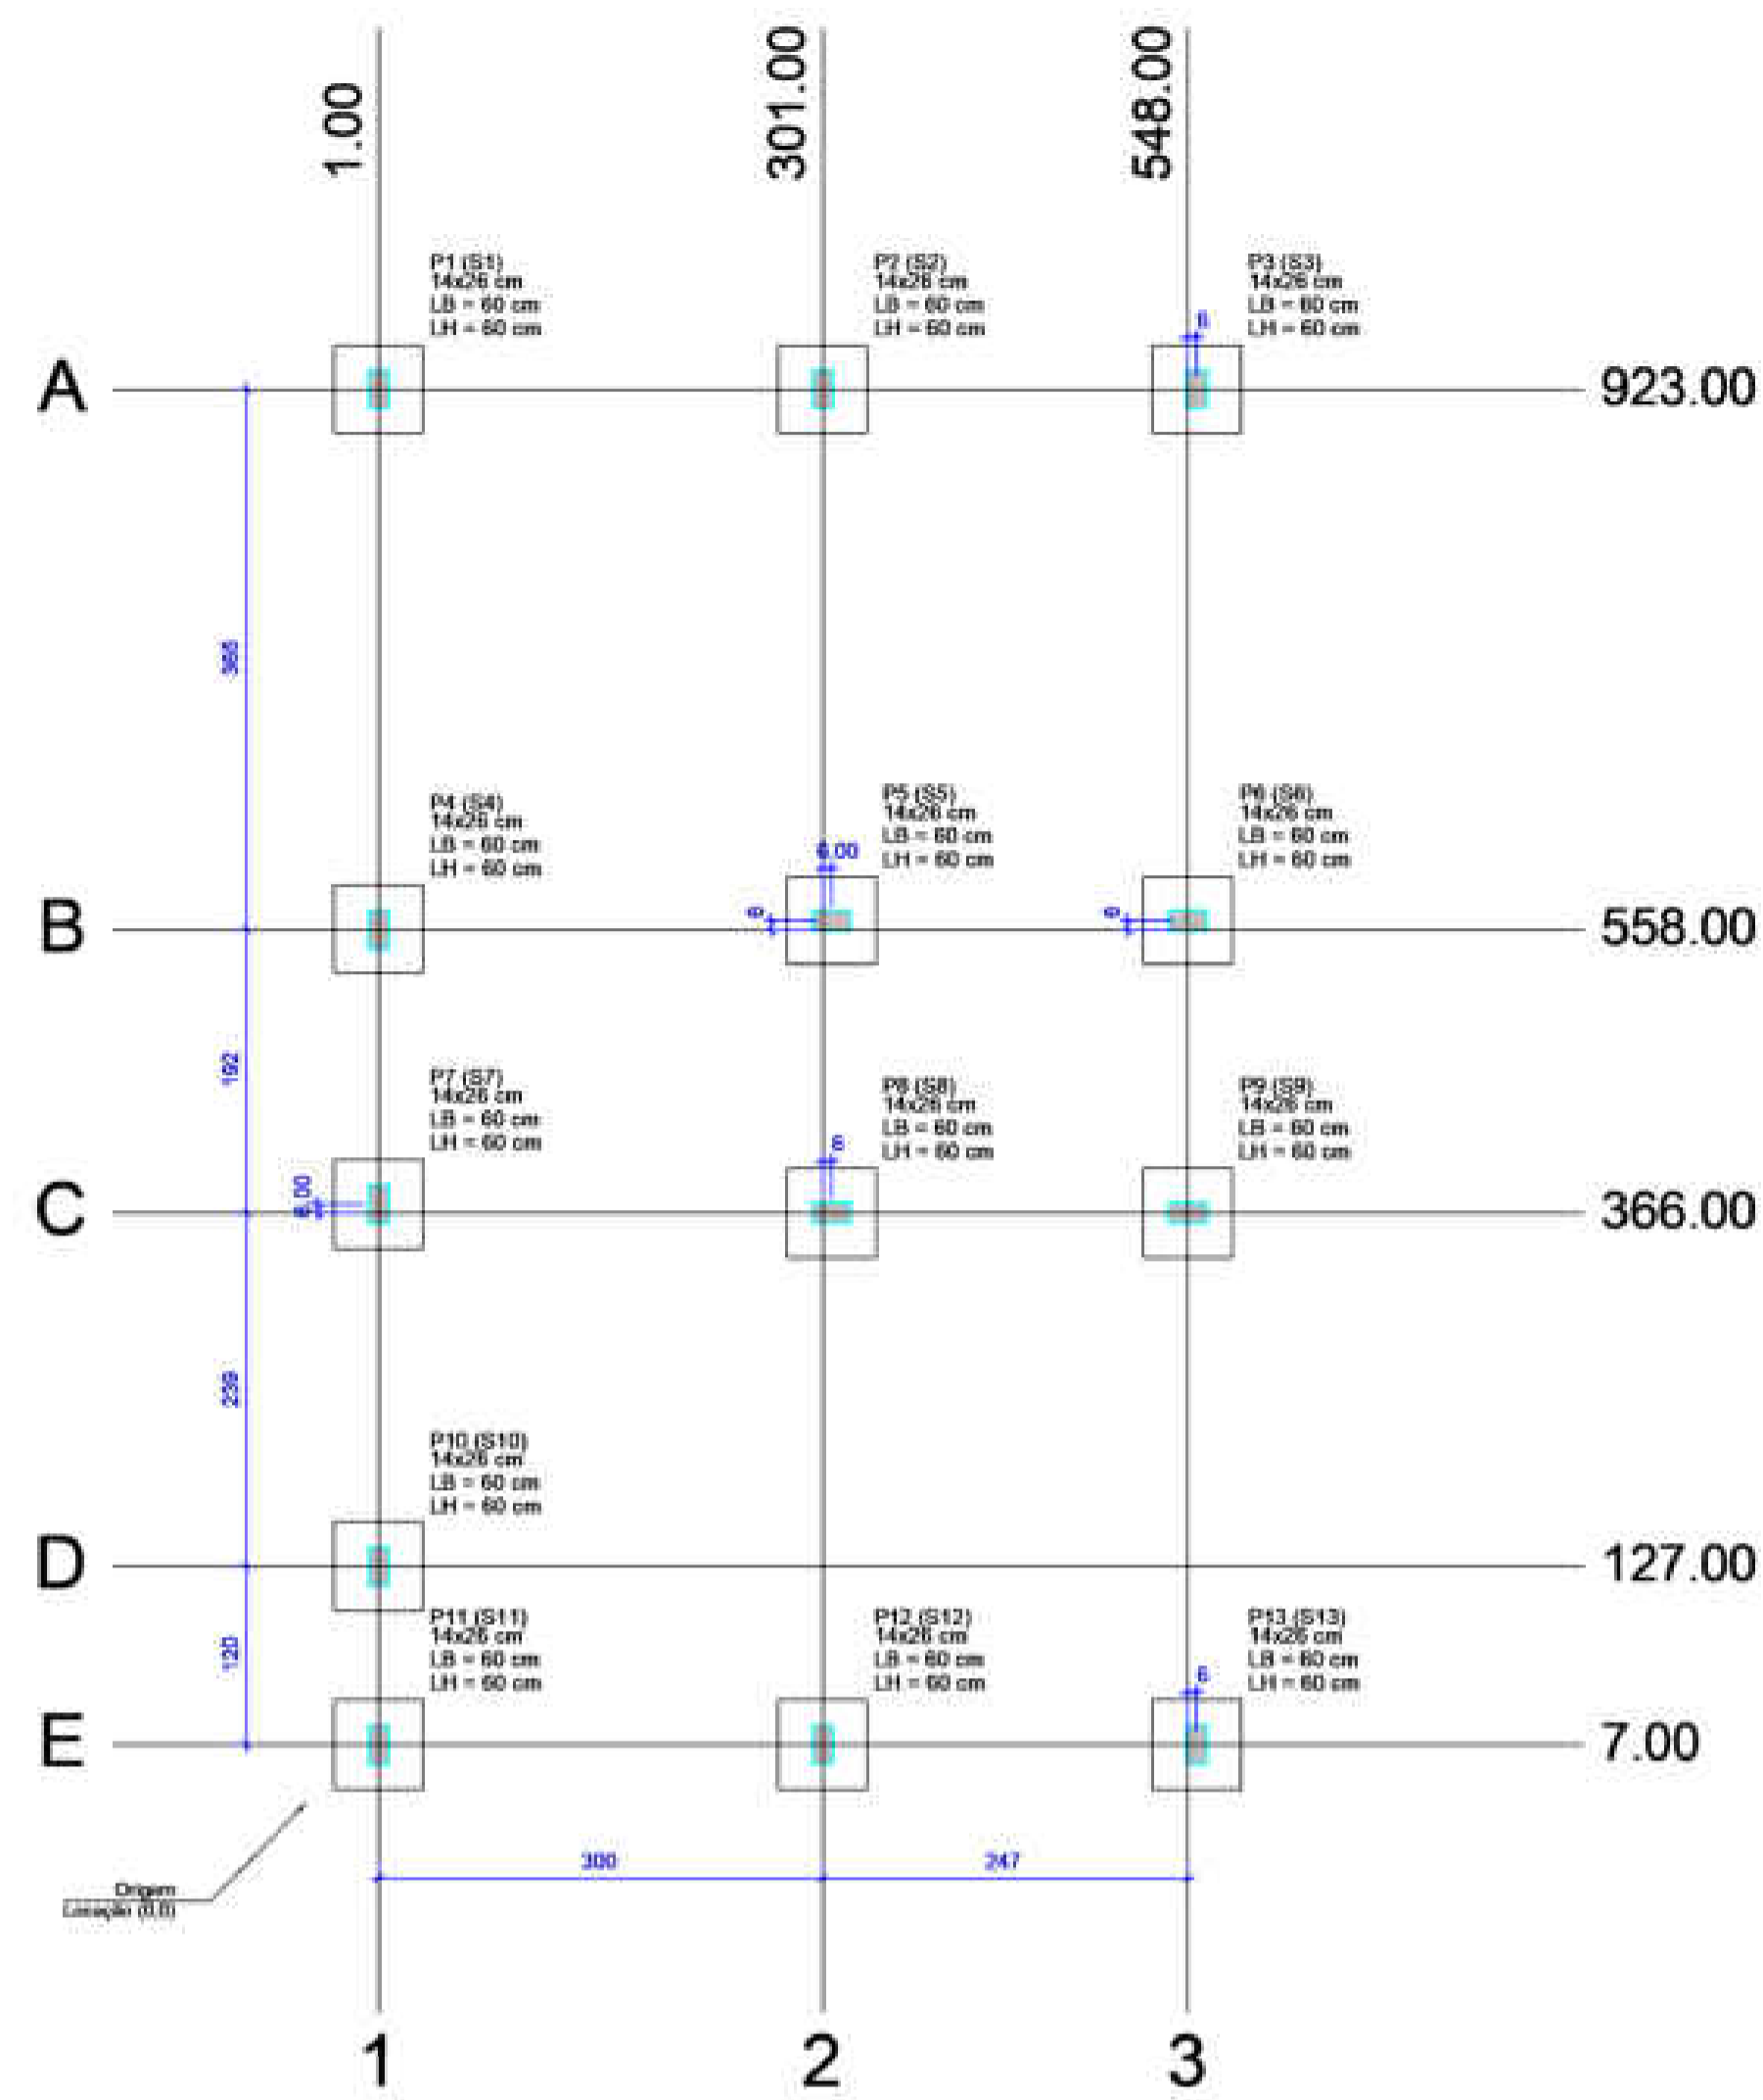 1.00
301.00
548.00
P1 (S1)
14x26 cm
LB = 60 cm
LH = 60 cm
P2 (S2)
14x26 cm
LB = 60 cm
LH = 60 cm
P3 (S3)
14x26 cm
LB = 60 cm
LH = 60 cm
6
A
923.00
365
P4 (S4)
14x26 cm
LB = 60 cm
LH = 60 cm
P5 (S5)
14x26 cm
LB = 60 cm
LH = 60 cm
6.00
6
P6 (S6)
14x26 cm
LB = 60 cm
LH = 60 cm
6
B
558.00
192
P7 (S7)
14x26 cm
LB = 60 cm
LH = 60 cm
6.00
P8 (S8)
14x26 cm
LB = 60 cm
LH = 60 cm
6
P9 (S9)
14x26 cm
LB = 60 cm
LH = 60 cm
C
366.00
239
P10 (S10)
14x26 cm
LB = 60 cm
LH = 60 cm
D
127.00
120
P11 (S11)
14x26 cm
LB = 60 cm
LH = 60 cm
P12 (S12)
14x26 cm
LB = 60 cm
LH = 60 cm
P13 (S13)
14x26 cm
LB = 60 cm
LH = 60 cm
6
E
7.00
300
247
Origem
Locação (0,0)
1
2
3